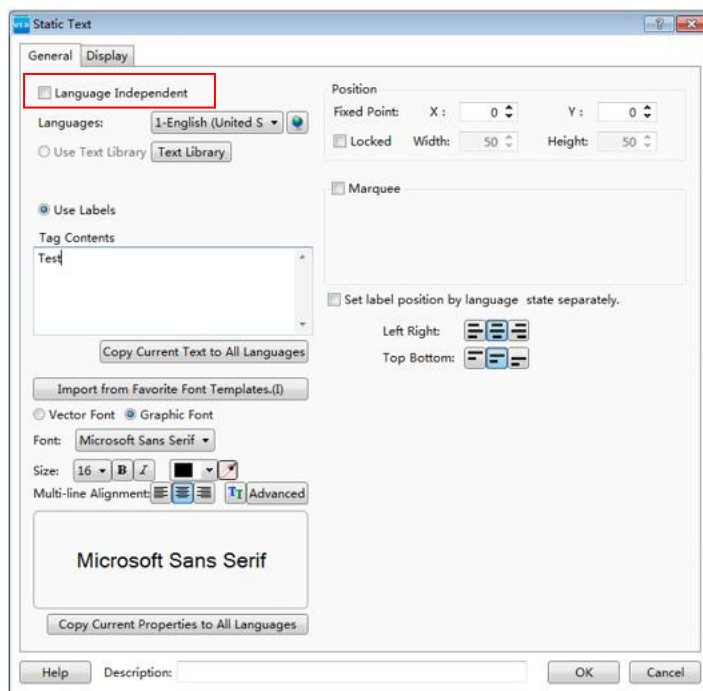 V1.0 Static Text
General Display
Language Independent
Languages: 1-English (United S
Use Text Library Text Library
Use Labels
Tag Contents
Test
Copy Current Text to All Languages
Import from Favorite Font Templates.(I)
Vector Font Graphic Font
Font: Microsoft Sans Serif
Size: 16 B I
Multi-line Alignment: TT Advanced
Microsoft Sans Serif
Copy Current Properties to All Languages
Position
Fixed Point: X : 0 Y : 0
Locked Width: 50 Height: 50
Marquee
Set label position by language state separately.
Left Right:
Top Bottom:
Help Description: OK Cancel